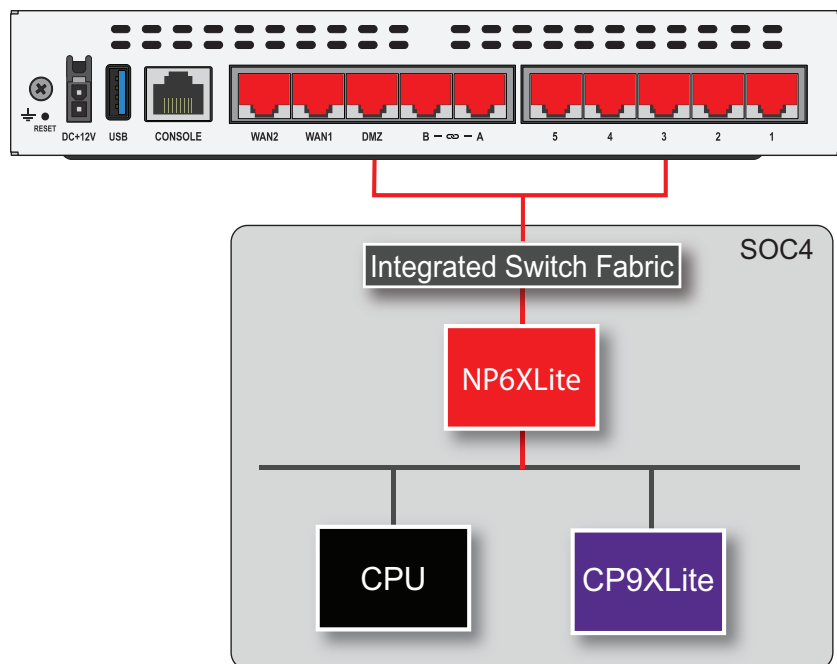 RESET
DC+12V
USB
CONSOLE
WAN2
WAN1
DMZ
B
A
5
4
3
2
1
SOC4
Integrated Switch Fabric
NP6XLite
CPU
CP9XLite